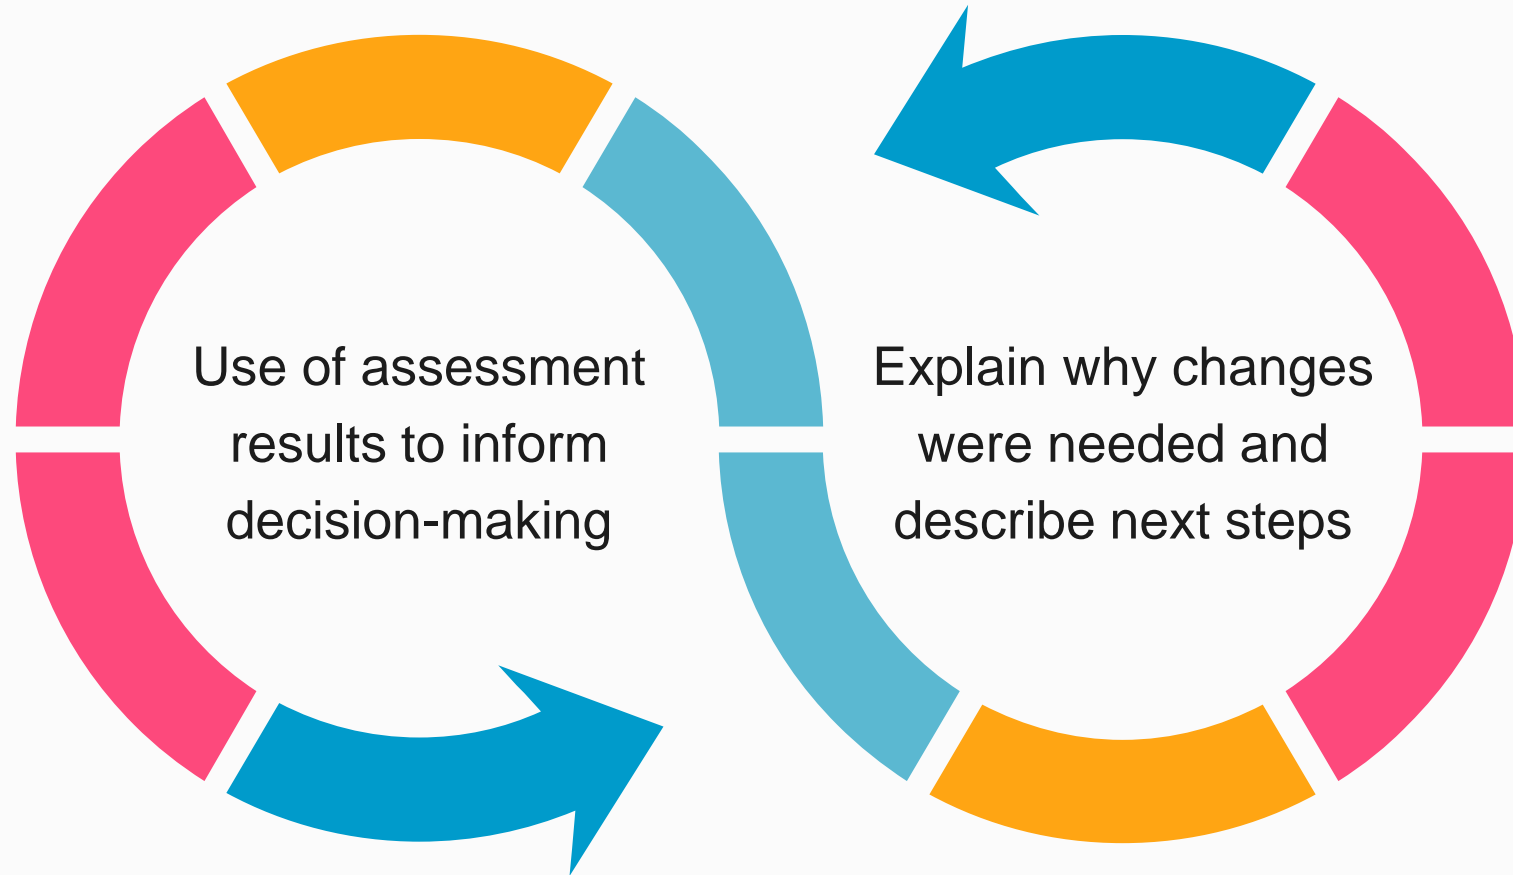 Use of assessment
results to inform
decision-making
Explain why changes
were needed and
describe next steps